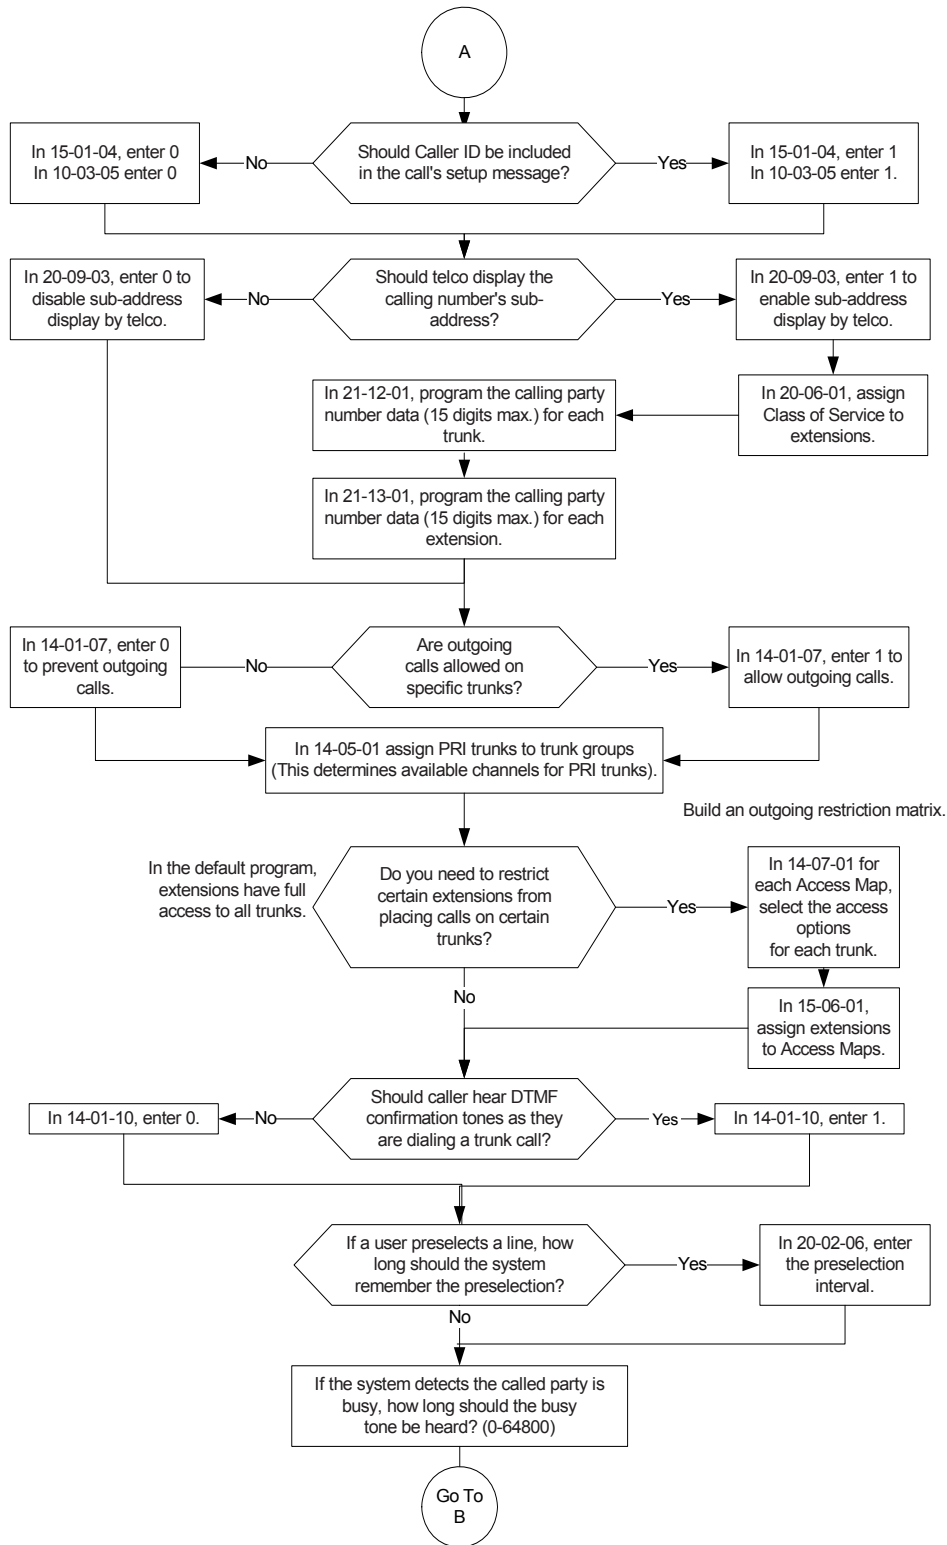 A
Should Caller ID be included
in the call's setup message?
No
Yes
In 15-01-04, enter 0
In 10-03-05 enter 0
In 15-01-04, enter 1
In 10-03-05 enter 1.
Should telco display the
calling number's sub-
address?
No
Yes
In 20-09-03, enter 0 to
disable sub-address
display by telco.
In 20-09-03, enter 1 to
enable sub-address
display by telco.
In 20-06-01, assign
Class of Service to
extensions.
In 21-12-01, program the calling party
number data (15 digits max.) for each
trunk.
In 21-13-01, program the calling party
number data (15 digits max.) for each
extension.
Are outgoing
calls allowed on
specific trunks?
No
Yes
In 14-01-07, enter 0
to prevent outgoing
calls.
In 14-01-07, enter 1 to
allow outgoing calls.
In 14-05-01 assign PRI trunks to trunk groups
(This determines available channels for PRI trunks).
Build an outgoing restriction matrix.
In the default program,
extensions have full
access to all trunks.
Do you need to restrict
certain extensions from
placing calls on certain
trunks?
Yes
In 14-07-01 for
each Access Map,
select the access
options
for each trunk.
No
In 15-06-01,
assign extensions
to Access Maps.
Should caller hear DTMF
confirmation tones as they
are dialing a trunk call?
No
Yes
In 14-01-10, enter 0.
In 14-01-10, enter 1.
If a user preselects a line, how
long should the system
remember the preselection?
Yes
In 20-02-06, enter
the preselection
interval.
No
If the system detects the called party is
busy, how long should the busy
tone be heard? (0-64800)
Go To
B